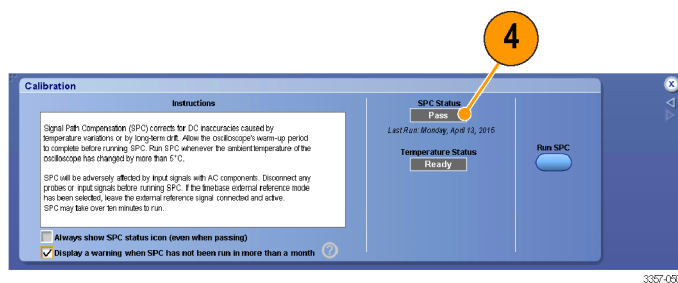 4
Calibration
Instructions
Signal Path Compensation (SPC) corrects for DC inaccuracies caused by
temperature variations or by long-term drift. Allow the oscilloscope's warm-up period
to complete before running SPC. Run SPC whenever the ambient temperature of the
oscilloscope has changed by more than 5°C.
SPC will be adversely affected by input signals with AC components. Disconnect any
probes or input signals before running SPC. If the timebase external reference mode
has been selected, leave the external reference signal connected and active.
SPC may take over ten minutes to run.
Always show SPC status icon (even when passing)
Display a warning when SPC has not been run in more than a month
?
SPC Status
Pass
Last Run: Monday, April 13, 2015
Temperature Status
Ready
Run SPC
X
3357-050